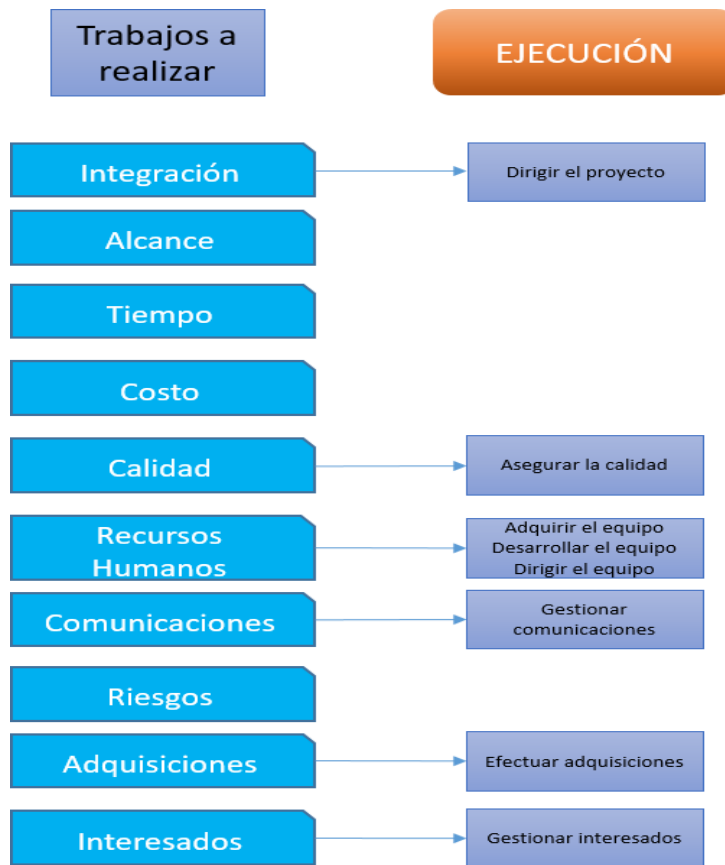 Trabajos a
realizar
EJECUCIÓN
Integración
Dirigir el proyecto
Alcance
Tiempo
Costo
Calidad
Asegurar la calidad
Recursos
Humanos
Adquirir el equipo
Desarrollar el equipo
Dirigir el equipo
Comunicaciones
Gestionar
comunicaciones
Riesgos
Adquisiciones
Efectuar adquisiciones
Interesados
Gestionar interesados